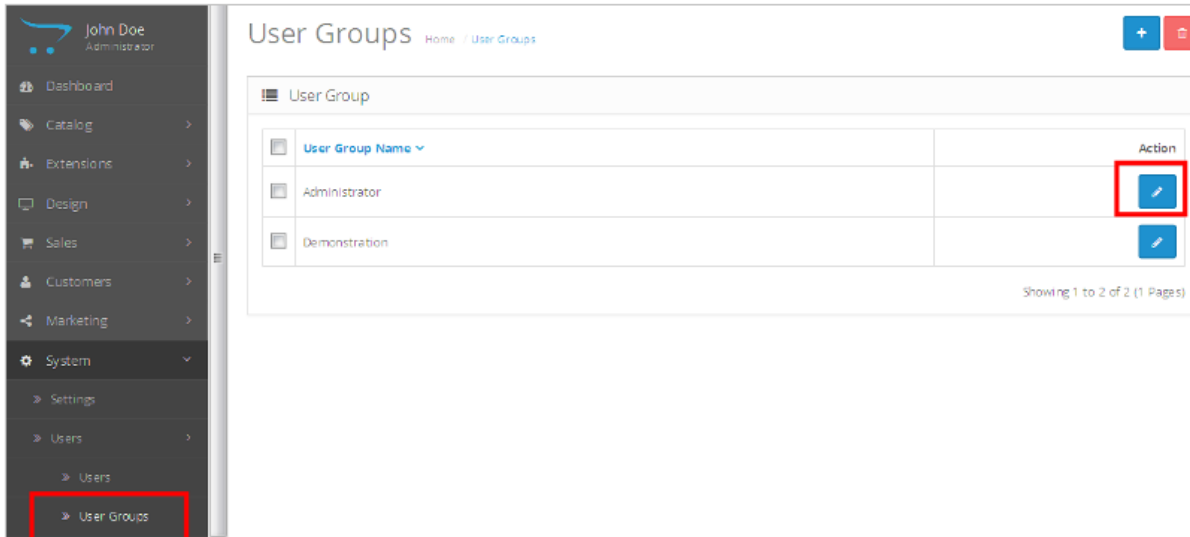 John Doe
Administrator
Dashboard
Catalog
Extensions
Design
Sales
Customers
Marketing
System
Settings
Users
Users
User Groups
User Groups
Home / User Groups
User Group
User Group Name
Action
Administrator
Demonstration
Showing 1 to 2 of 2 (1 Pages)